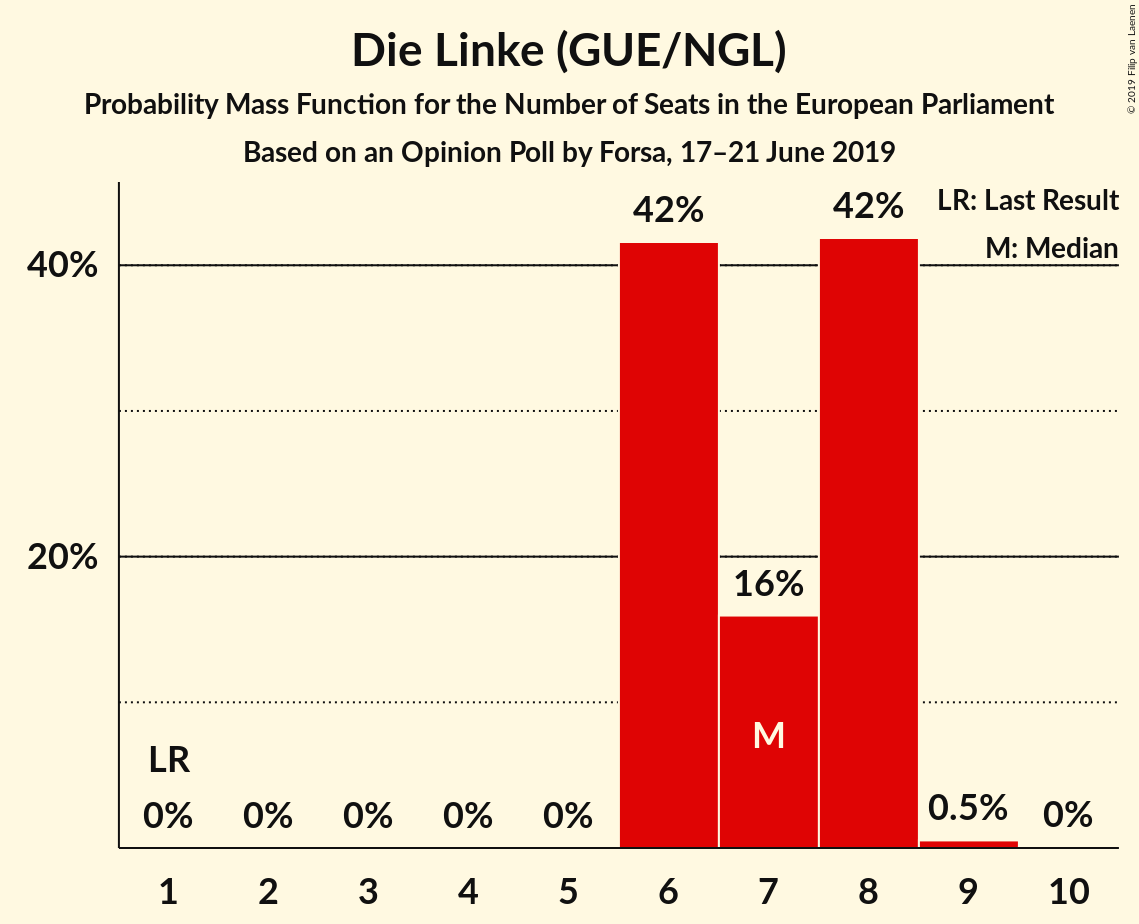 Die Linke (GUE/NGL)
Probability Mass Function for the Number of Seats in the European Parliament
Based on an Opinion Poll by Forsa, 17–21 June 2019
© 2019 Filip van Laenen
LR: Last Result
M: Median
42%
42%
40%
20%
16%
M
LR
0%
0%
0%
0%
0%
0.5%
0%
1
2
3
4
5
6
7
8
9
10